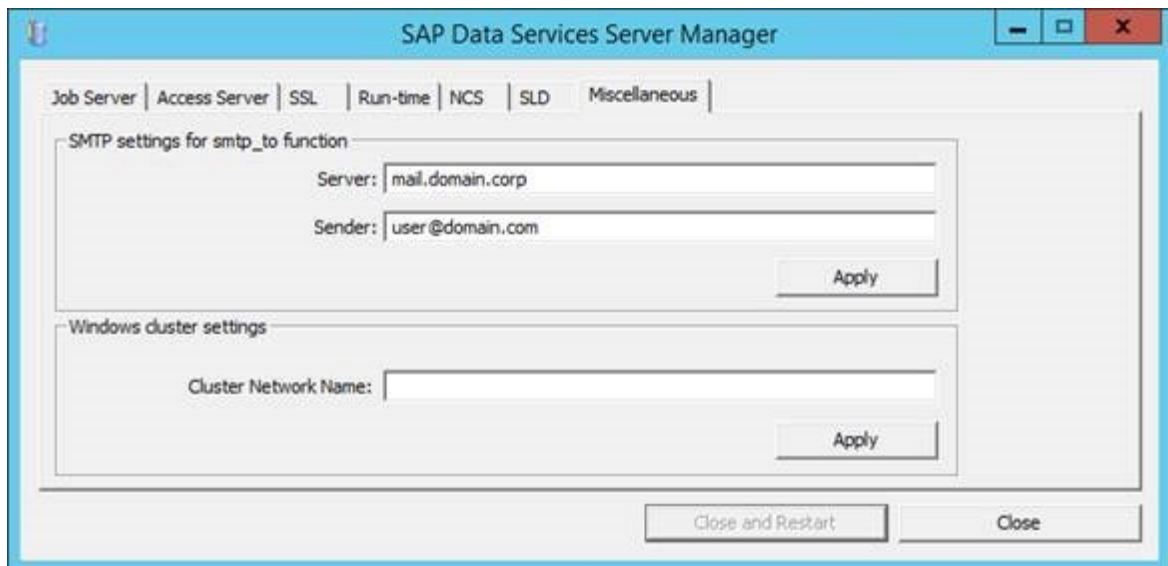 SAP Data Services Server Manager
Job Server Access Server SSL Run-time NCS SLD Miscellaneous
SMTP settings for smtp_to function
Server: mail.domain.corp
Sender: user@domain.com
Apply
Windows cluster settings
Cluster Network Name:
Apply
Close and Restart Close